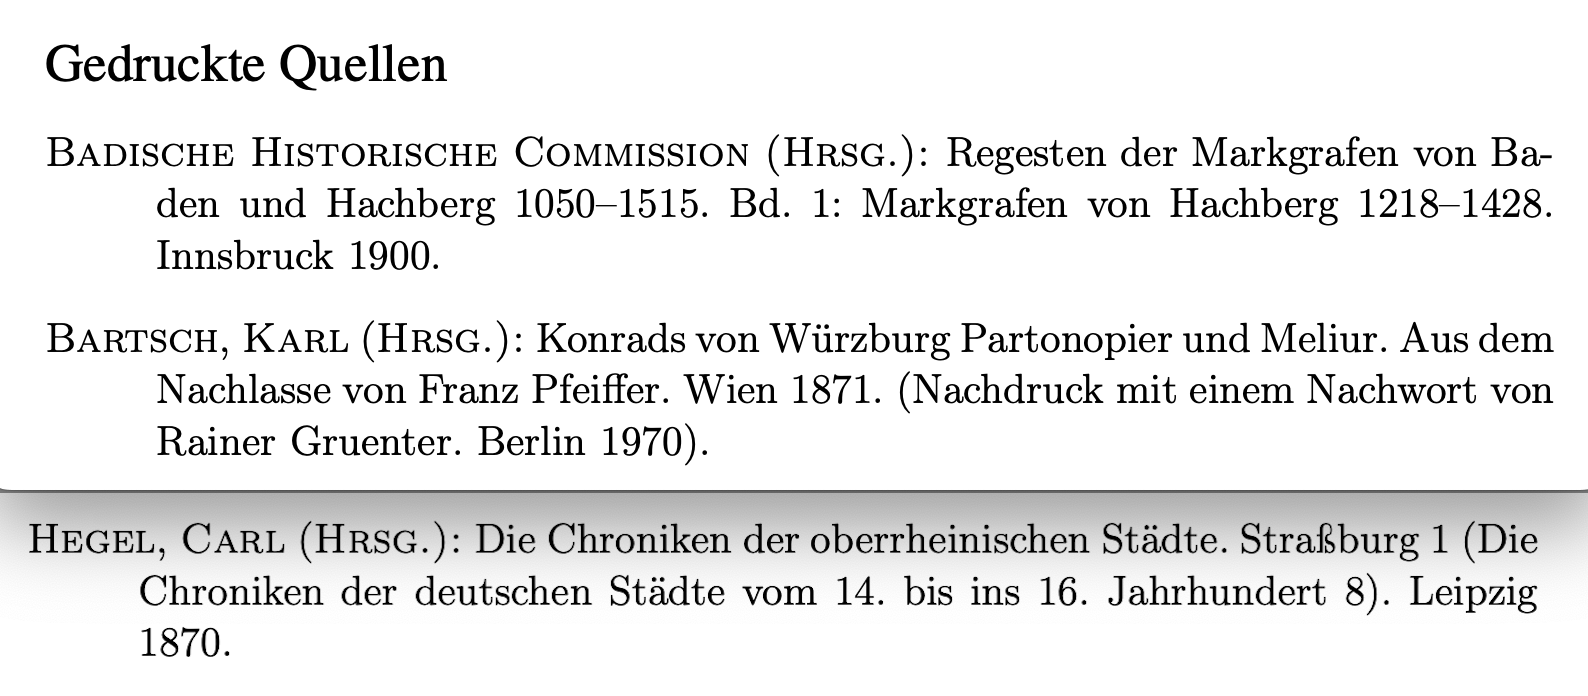 Gedruckte Quellen
Badische Historische Commission (Hrsg.): Regesten der Markgrafen von Ba-
den und Hachberg 1050–1515. Bd. 1: Markgrafen von Hachberg 1218–1428.
Innsbruck 1900.
Bartsch, Karl (Hrsg.): Konrads von Würzburg Partonopier und Meliur. Aus dem
Nachlasse von Franz Pfeiffer. Wien 1871. (Nachdruck mit einem Nachwort von
Rainer Gruenter. Berlin 1970).
Hegel, Carl (Hrsg.): Die Chroniken der oberrheinischen Städte. Straßburg 1 (Die
Chroniken der deutschen Städte vom 14. bis ins 16. Jahrhundert 8). Leipzig
1870.